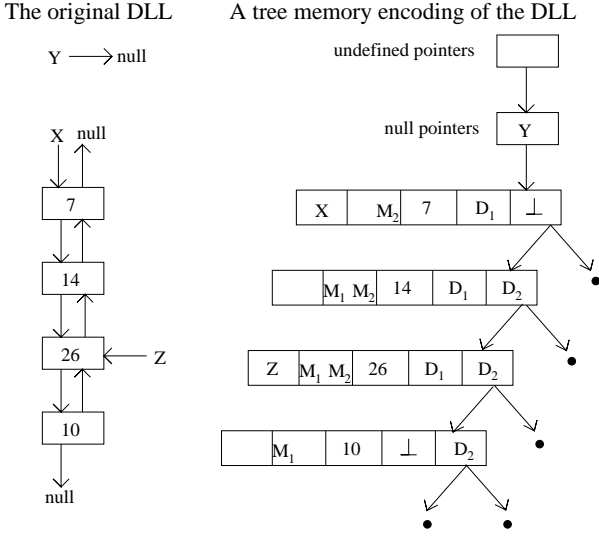 The original DLL
A tree memory encoding of the DLL
Y null
undefined pointers
null pointers
Y
X null
7
14
26
Z
10
null
X M₂ 7 D₁ ⊥
M₁ M₂ 14 D₁ D₂
Z M₁ M₂ 26 D₁ D₂
M₁ 10 ⊥ D₂